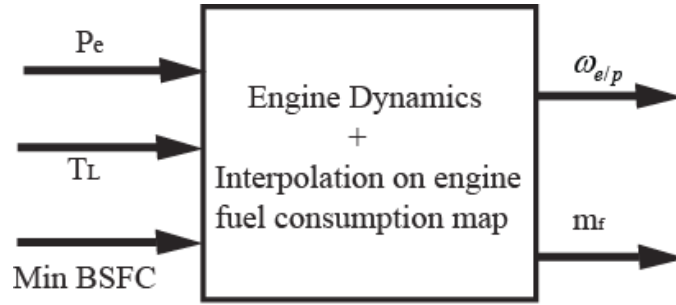 Pe
TL
Min BSFC
Engine Dynamics
+
Interpolation on engine
fuel consumption map
ωe/p
mf